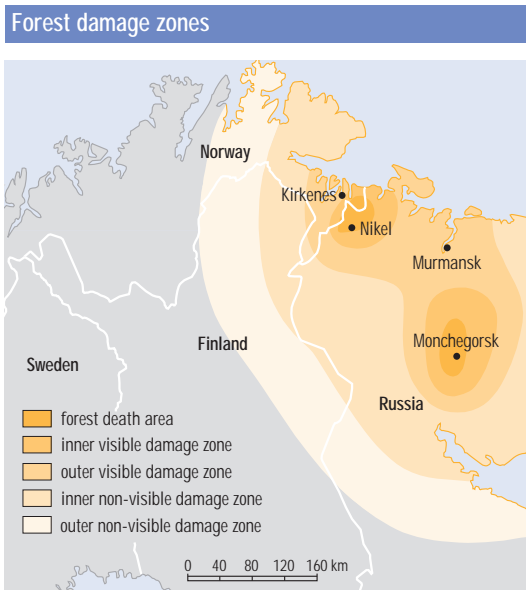 Forest damage zones
Norway
Kirkenes
Nikel
Murmansk
Finland
Monchegorsk
Sweden
Russia
forest death area
inner visible damage zone
outer visible damage zone
inner non-visible damage zone
outer non-visible damage zone
0 40 80 120 160 km